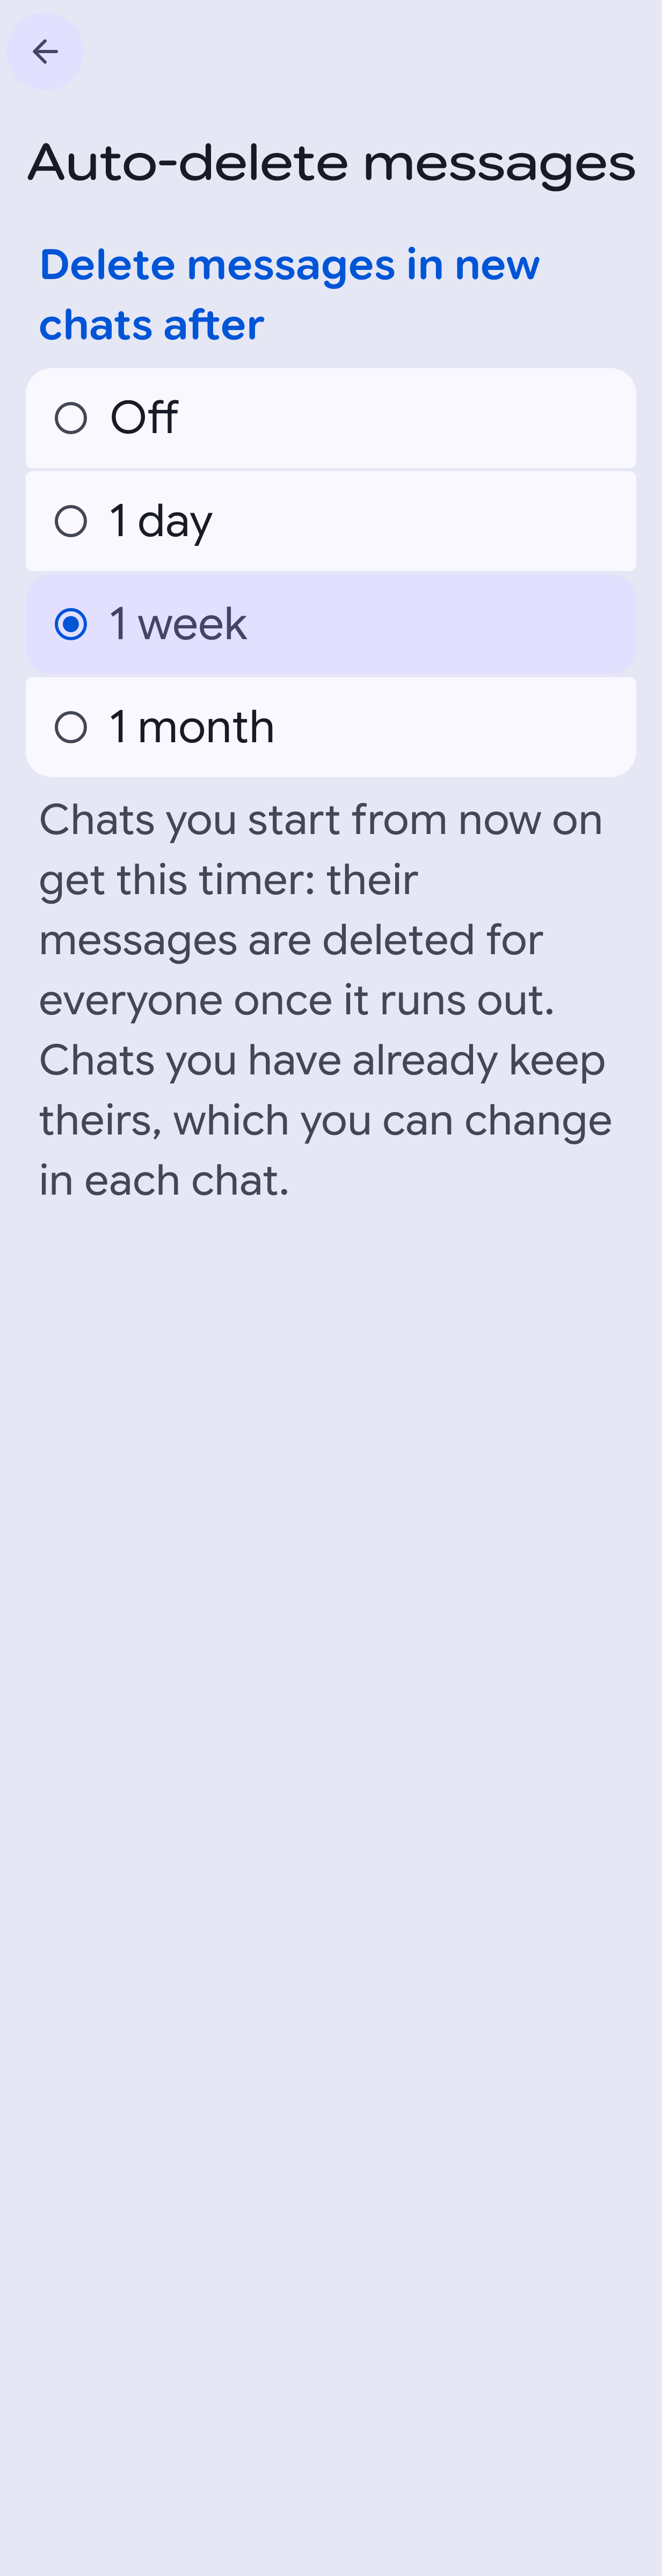 Auto-delete messages
Delete messages in new
chats after
Off
1 day
1 week
1 month
Chats you start from now on
get this timer: their
messages are deleted for
everyone once it runs out.
Chats you have already keep
theirs, which you can change
in each chat.